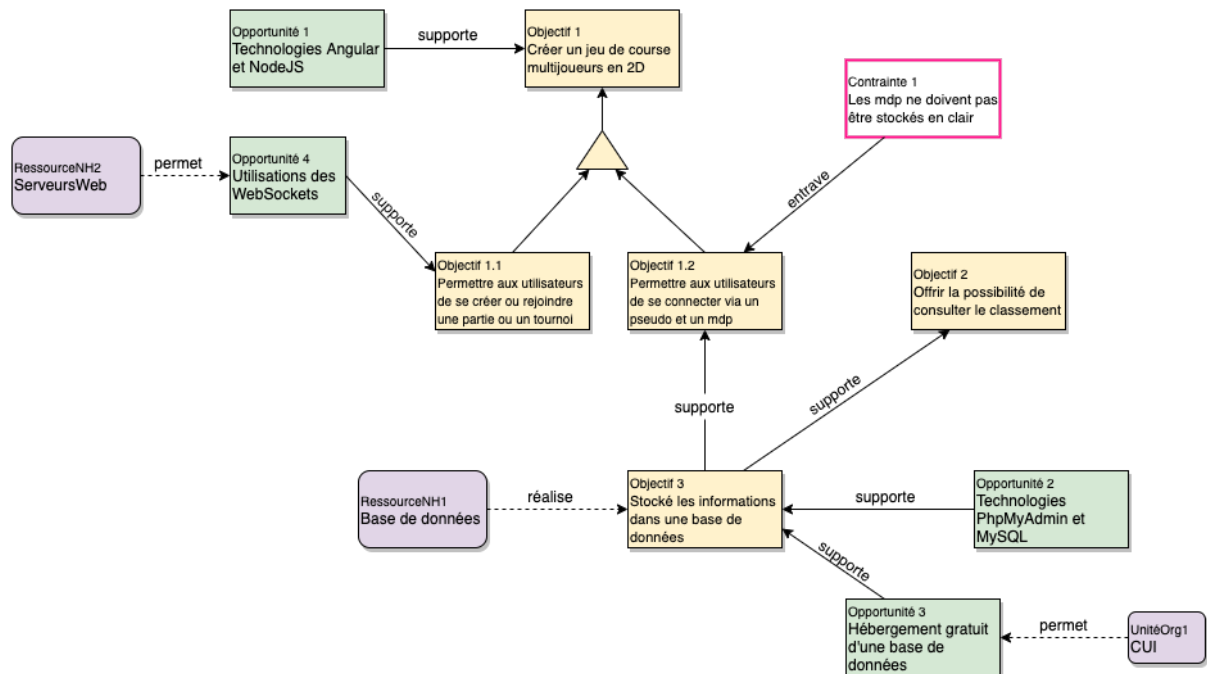 Opportunité 1
Technologies Angular
et NodeJS
supporte
Objectif 1
Créer un jeu de course
multijoueurs en 2D
Contrainte 1
Les mdp ne doivent pas
être stockés en clair
RessourceNH2
ServeursWeb
permet
Opportunité 4
Utilisations des
WebSockets
supporte
entrave
Objectif 1.1
Permettre aux utilisateurs
de se créer ou rejoindre
une partie ou un tournoi
Objectif 1.2
Permettre aux utilisateurs
de se connecter via un
pseudo et un mdp
Objectif 2
Offrir la possibilité de
consulter le classement
supporte
supporte
RessourceNH1
Base de données
réalise
Objectif 3
Stocké les informations
dans une base de
données
supporte
Opportunité 2
Technologies
PhpMyAdmin et
MySQL
supporte
Opportunité 3
Hébergement gratuit
d'une base de
données
permet
UnitéOrg1
CUI